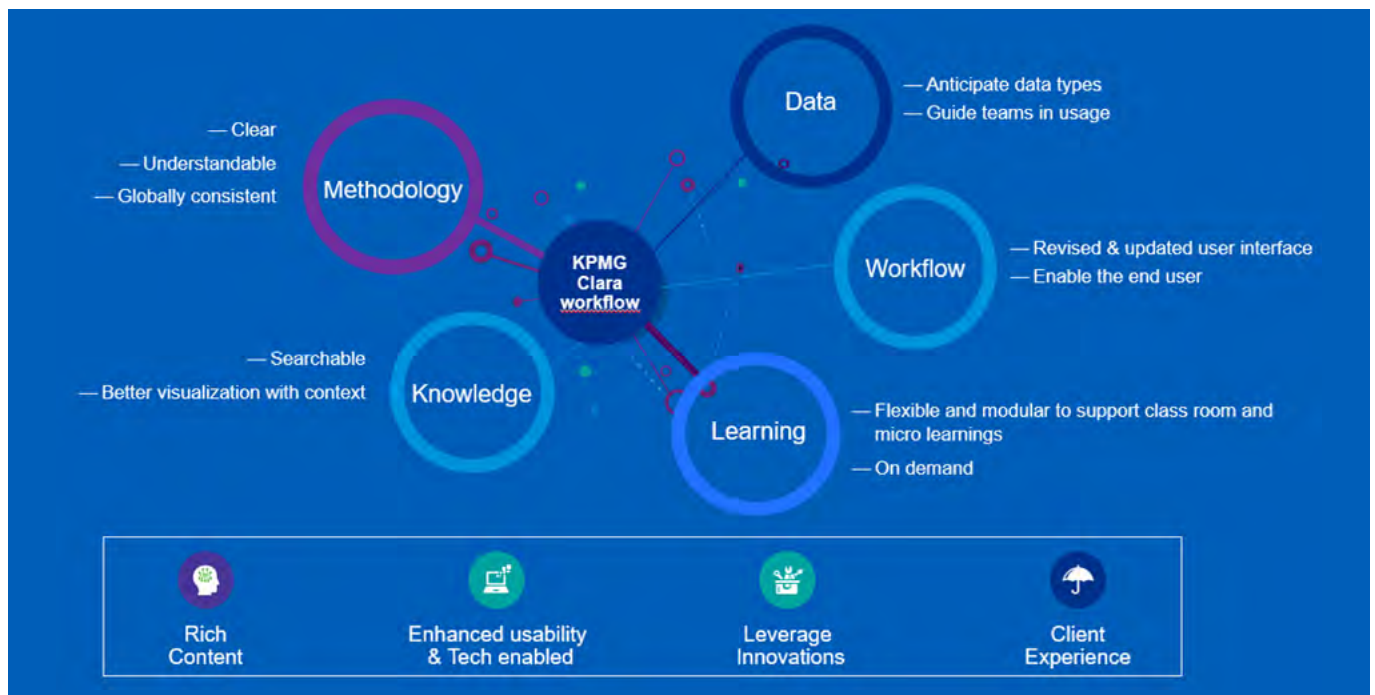 Data
— Anticipate data types
— Guide teams in usage
— Clear
— Understandable
— Globally consistent
Methodology
KPMG
Clara
workflow
Workflow
— Revised & updated user interface
— Enable the end user
— Searchable
— Better visualization with context
Knowledge
Learning
— Flexible and modular to support class room and
micro learnings
— On demand
Rich
Content
Enhanced usability
& Tech enabled
Leverage
Innovations
Client
Experience